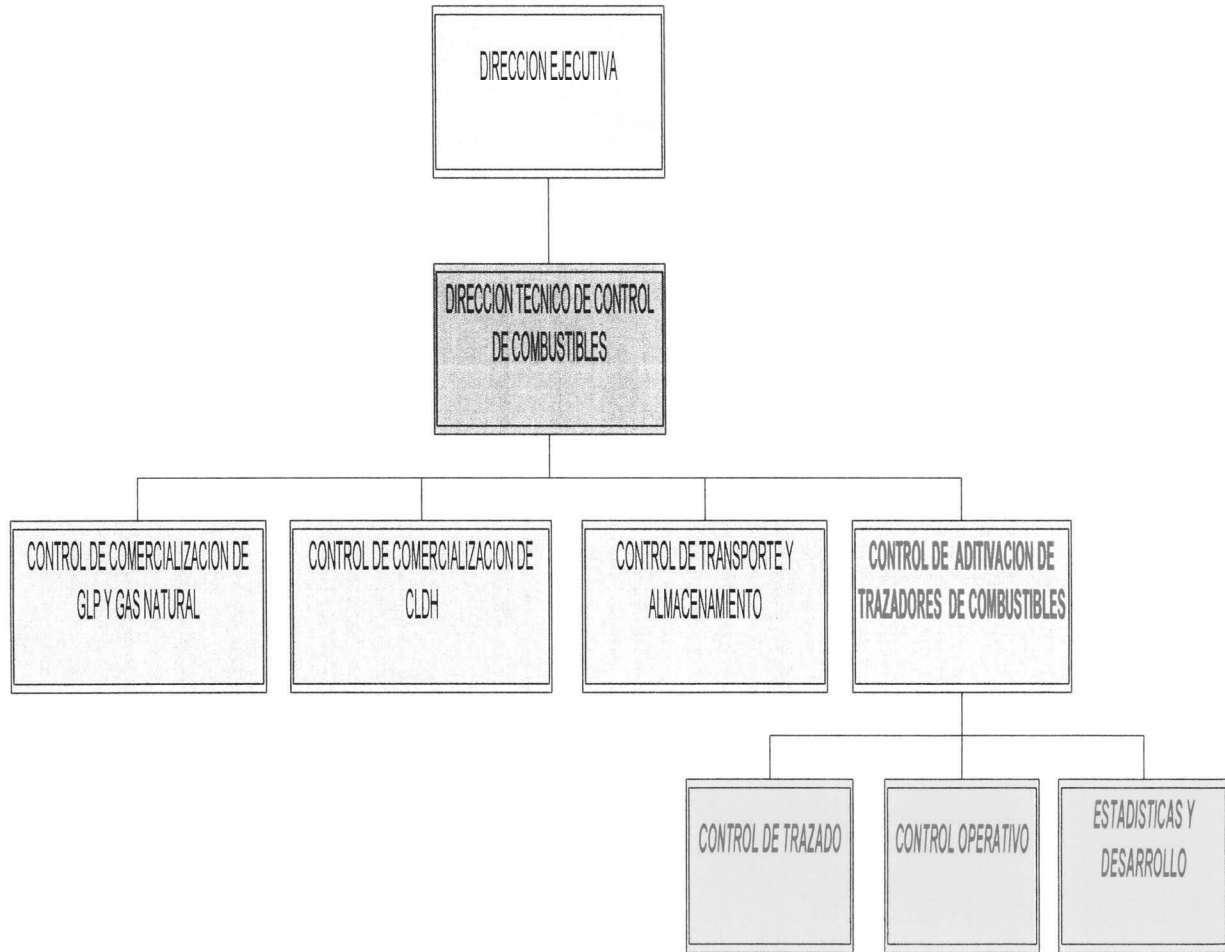 DIRECCION EJECUTIVA
DIRECCION TECNICO DE CONTROL
DE COMBUSTIBLES
CONTROL DE COMERCIALIZACION DE
GLP Y GAS NATURAL
CONTROL DE COMERCIALIZACION DE
CLDH
CONTROL DE TRANSPORTE Y
ALMACENAMIENTO
CONTROL DE ADITIVACION DE
TRAZADORES DE COMBUSTIBLES
CONTROL DE TRAZADO
CONTROL OPERATIVO
ESTADISTICAS Y
DESARROLLO